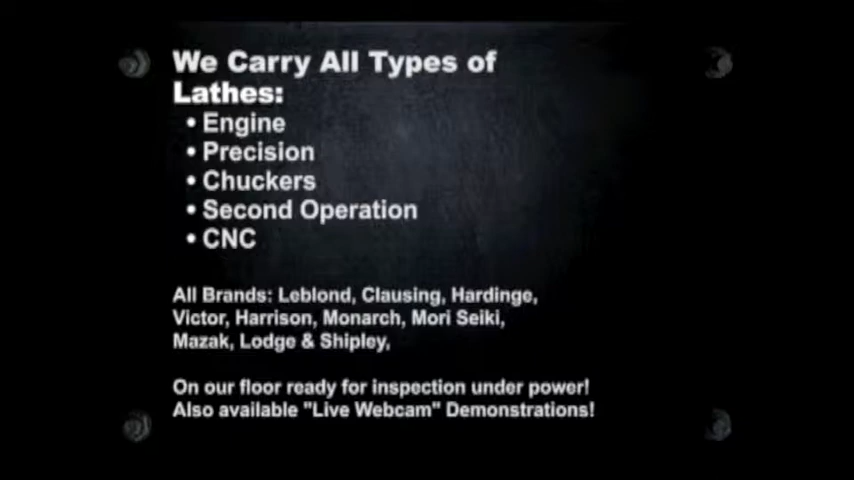 We Carry All Types of
Lathes:
• Engine
• Precision
• Chuckers
• Second Operation
• CNC
All Brands: Leblond, Clausing, Hardinge,
Victor, Harrison, Monarch, Mori Seiki,
Mazak, Lodge & Shipley,
On our floor ready for inspection under power!
Also available "Live Webcam" Demonstrations!